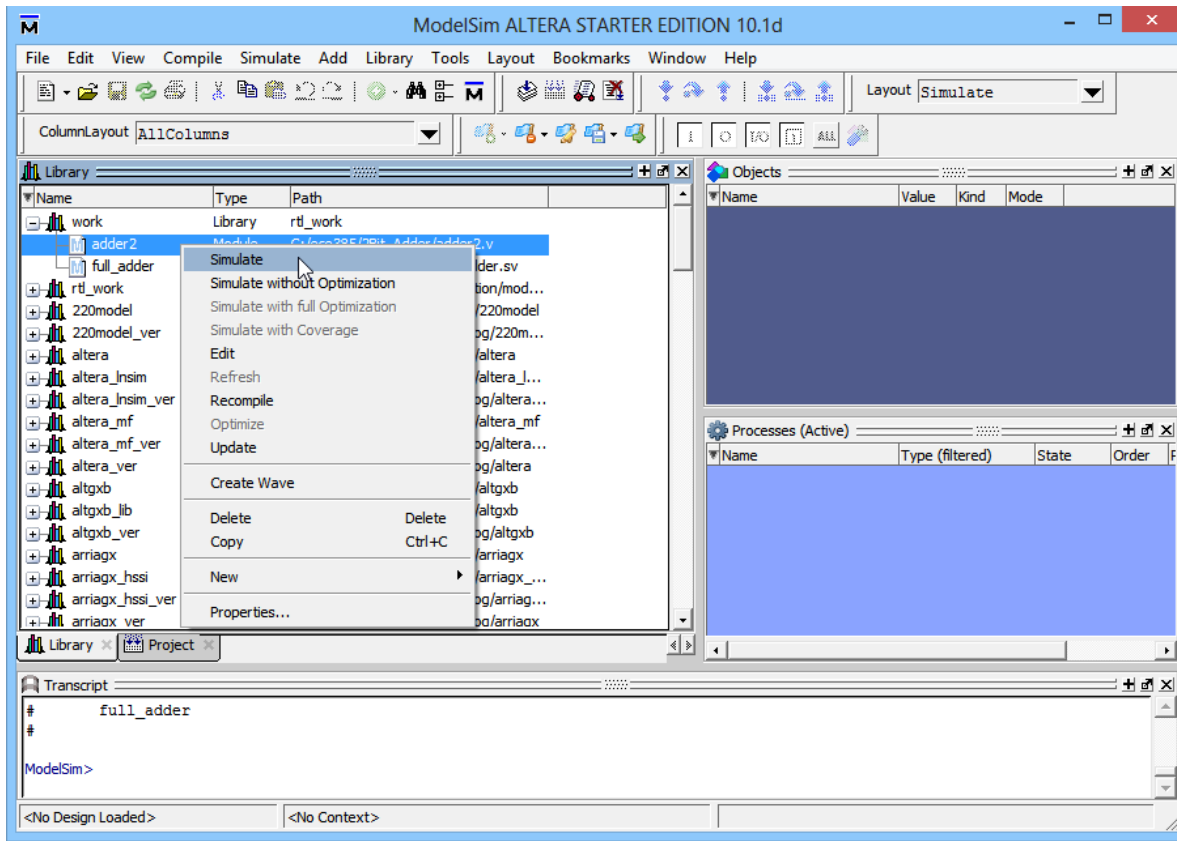 ModelSim ALTERA STARTER EDITION 10.1d
File Edit View Compile Simulate Add Library Tools Layout Bookmarks Window Help
Layout Simulate
ColumnLayout AllColumns
Library
Name Type Path
work Library rtl_work
adder2 Module C:/ece385/2Bit_Adder/adder2.v
full_adder lder.sv
rtl_work tion/mod...
220model /220model
220model_ver og/220m...
altera /altera
altera_lnsim /altera_l...
altera_lnsim_ver og/altera...
altera_mf /altera_mf
altera_mf_ver og/altera...
altera_ver og/altera
altgxb /altgxb
altgxb_lib /altgxb
altgxb_ver og/altgxb
arriagx /arriagx
arriagx_hssi /arriagx_...
arriagx_hssi_ver og/arriag...
arriagx_ver og/arriagx
Simulate
Simulate without Optimization
Simulate with full Optimization
Simulate with Coverage
Edit
Refresh
Recompile
Optimize
Update
Create Wave
Delete Delete
Copy Ctrl+C
New
Properties...
Library Project
Objects
Name Value Kind Mode
Processes (Active)
Name Type (filtered) State Order
Transcript
# full_adder
#
ModelSim>
<No Design Loaded> <No Context>